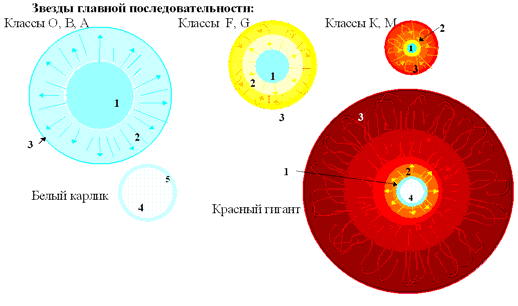 Звезды главной последовательности:
Классы O, B, A
Классы F, G
Классы K, M
1
2
3
1
2
3
1
2
3
Белый карлик
5
4
Красный гигант
3
1
2
4